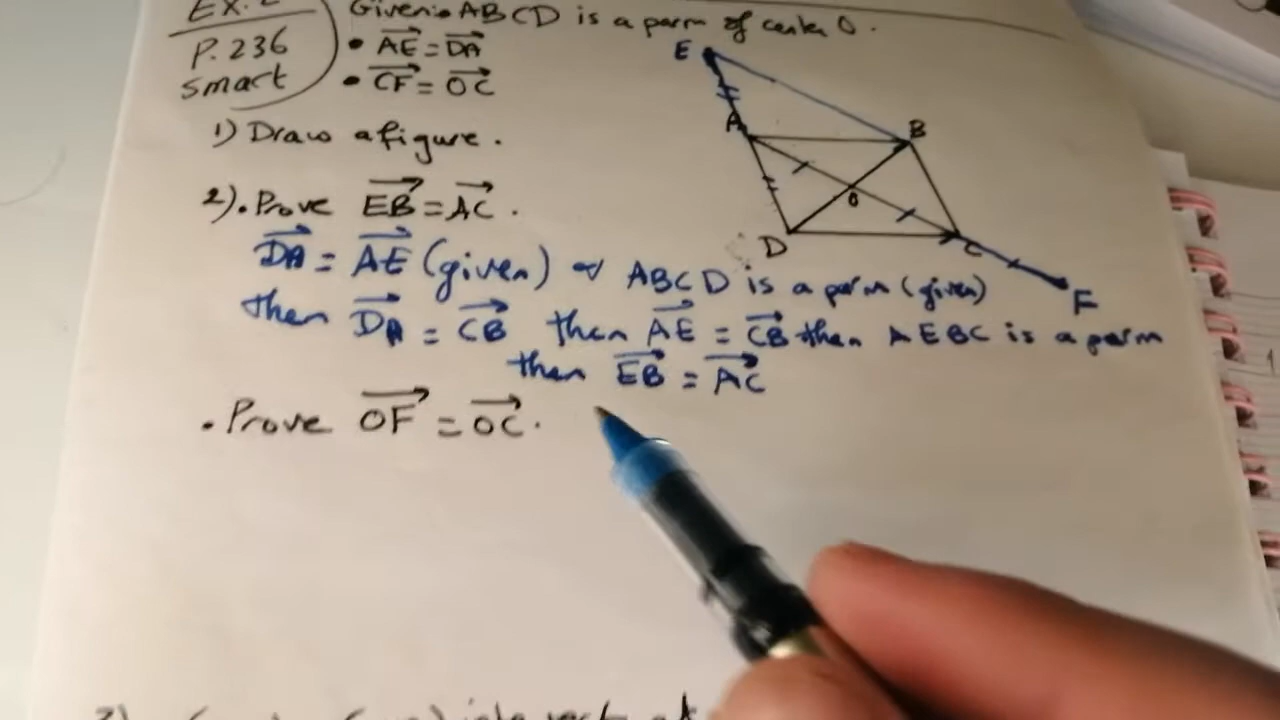 Ex. 2
P. 236
smart
Given: ABCD is a parm of center O.
• AE = DA
• CF = OC
1) Draw a figure.
2). Prove EB = AC.
DA = AE (given) & ABCD is a parm (given)
then DA = CB then AE = CB then AEBC is a parm
then EB = AC
• Prove OF = OC.
E
A
B
O
D
C
F